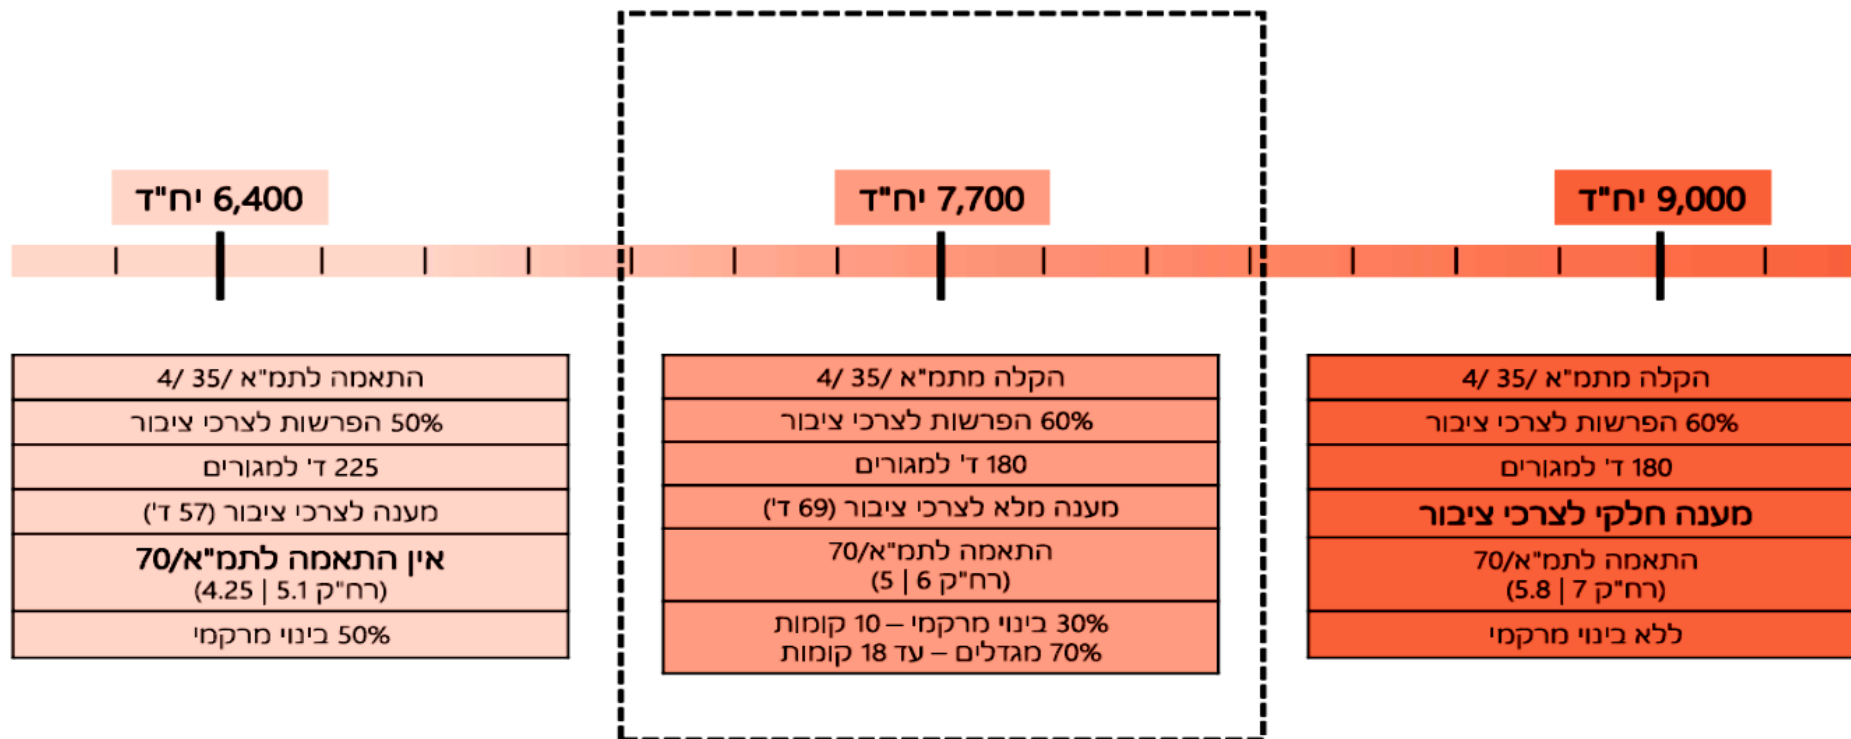 6,400 יח"ד
7,700 יח"ד
9,000 יח"ד
התאמה לתמ"א /35 /4
50% הפרשות לצרכי ציבור
225 ד' למגורים
מענה לצרכי ציבור (57 ד')
אין התאמה לתמ"א/70
(רח"ק 5.1 | 4.25)
50% בינוי מרקמי
הקלה מתמ"א /35 /4
60% הפרשות לצרכי ציבור
180 ד' למגורים
מענה מלא לצרכי ציבור (69 ד')
התאמה לתמ"א/70
(רח"ק 6 | 5)
30% בינוי מרקמי – 10 קומות
70% מגדלים – עד 18 קומות
הקלה מתמ"א /35 /4
60% הפרשות לצרכי ציבור
180 ד' למגורים
מענה חלקי לצרכי ציבור
התאמה לתמ"א/70
(רח"ק 7 | 5.8)
ללא בינוי מרקמי